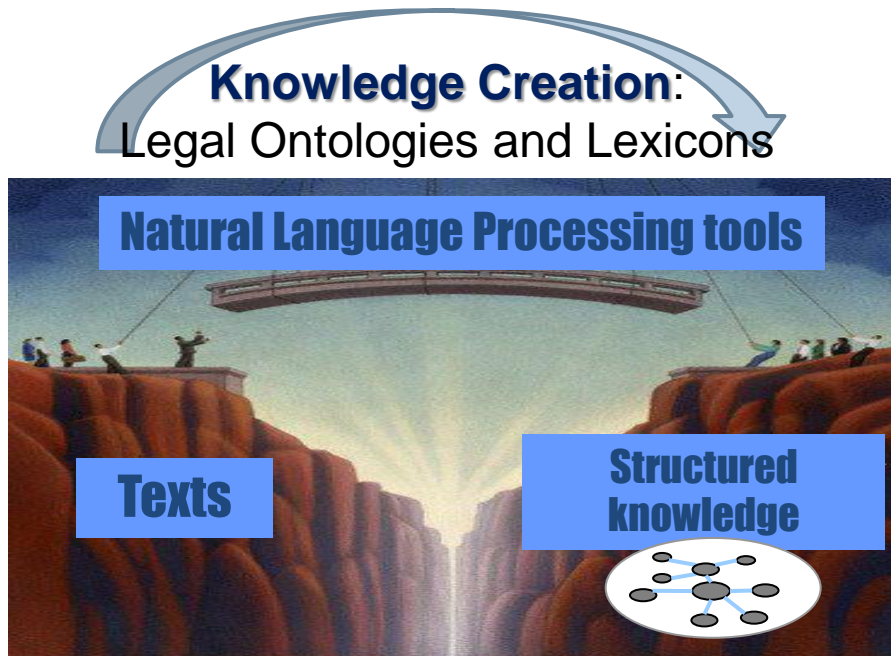 Knowledge Creation:
Legal Ontologies and Lexicons
Natural Language Processing tools
Texts
Structured
knowledge